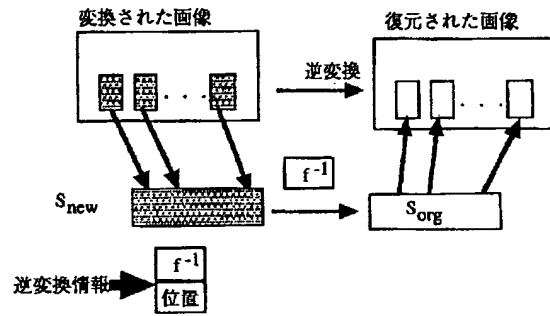 変換された画像
復元された画像
. . .
逆変換
. . .
f⁻¹
S_new
S_org
f⁻¹
逆変換情報
位置